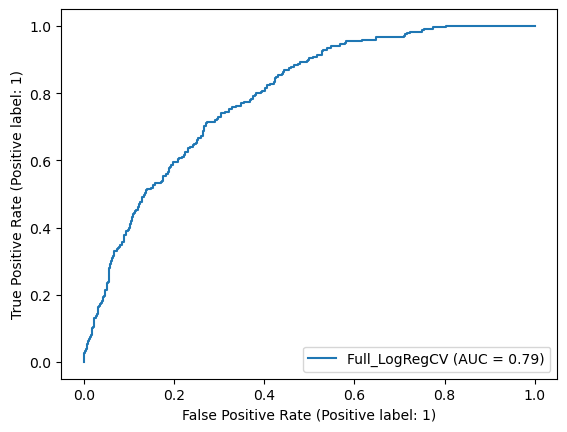 1.0
0.8
0.6
0.4
0.2
0.0
True Positive Rate (Positive label: 1)
Full_LogRegCV (AUC = 0.79)
0.0 0.2 0.4 0.6 0.8 1.0
False Positive Rate (Positive label: 1)